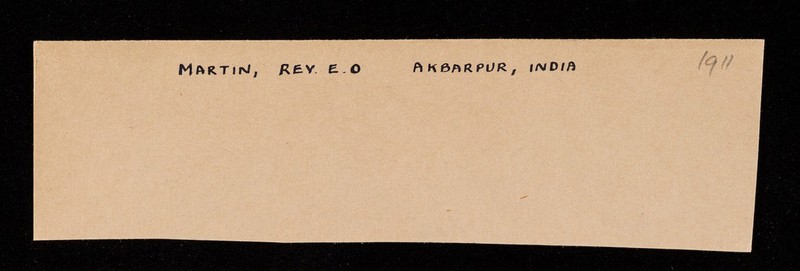 MARTIN, REV. E.O AKBARPUR, INDIA 1911